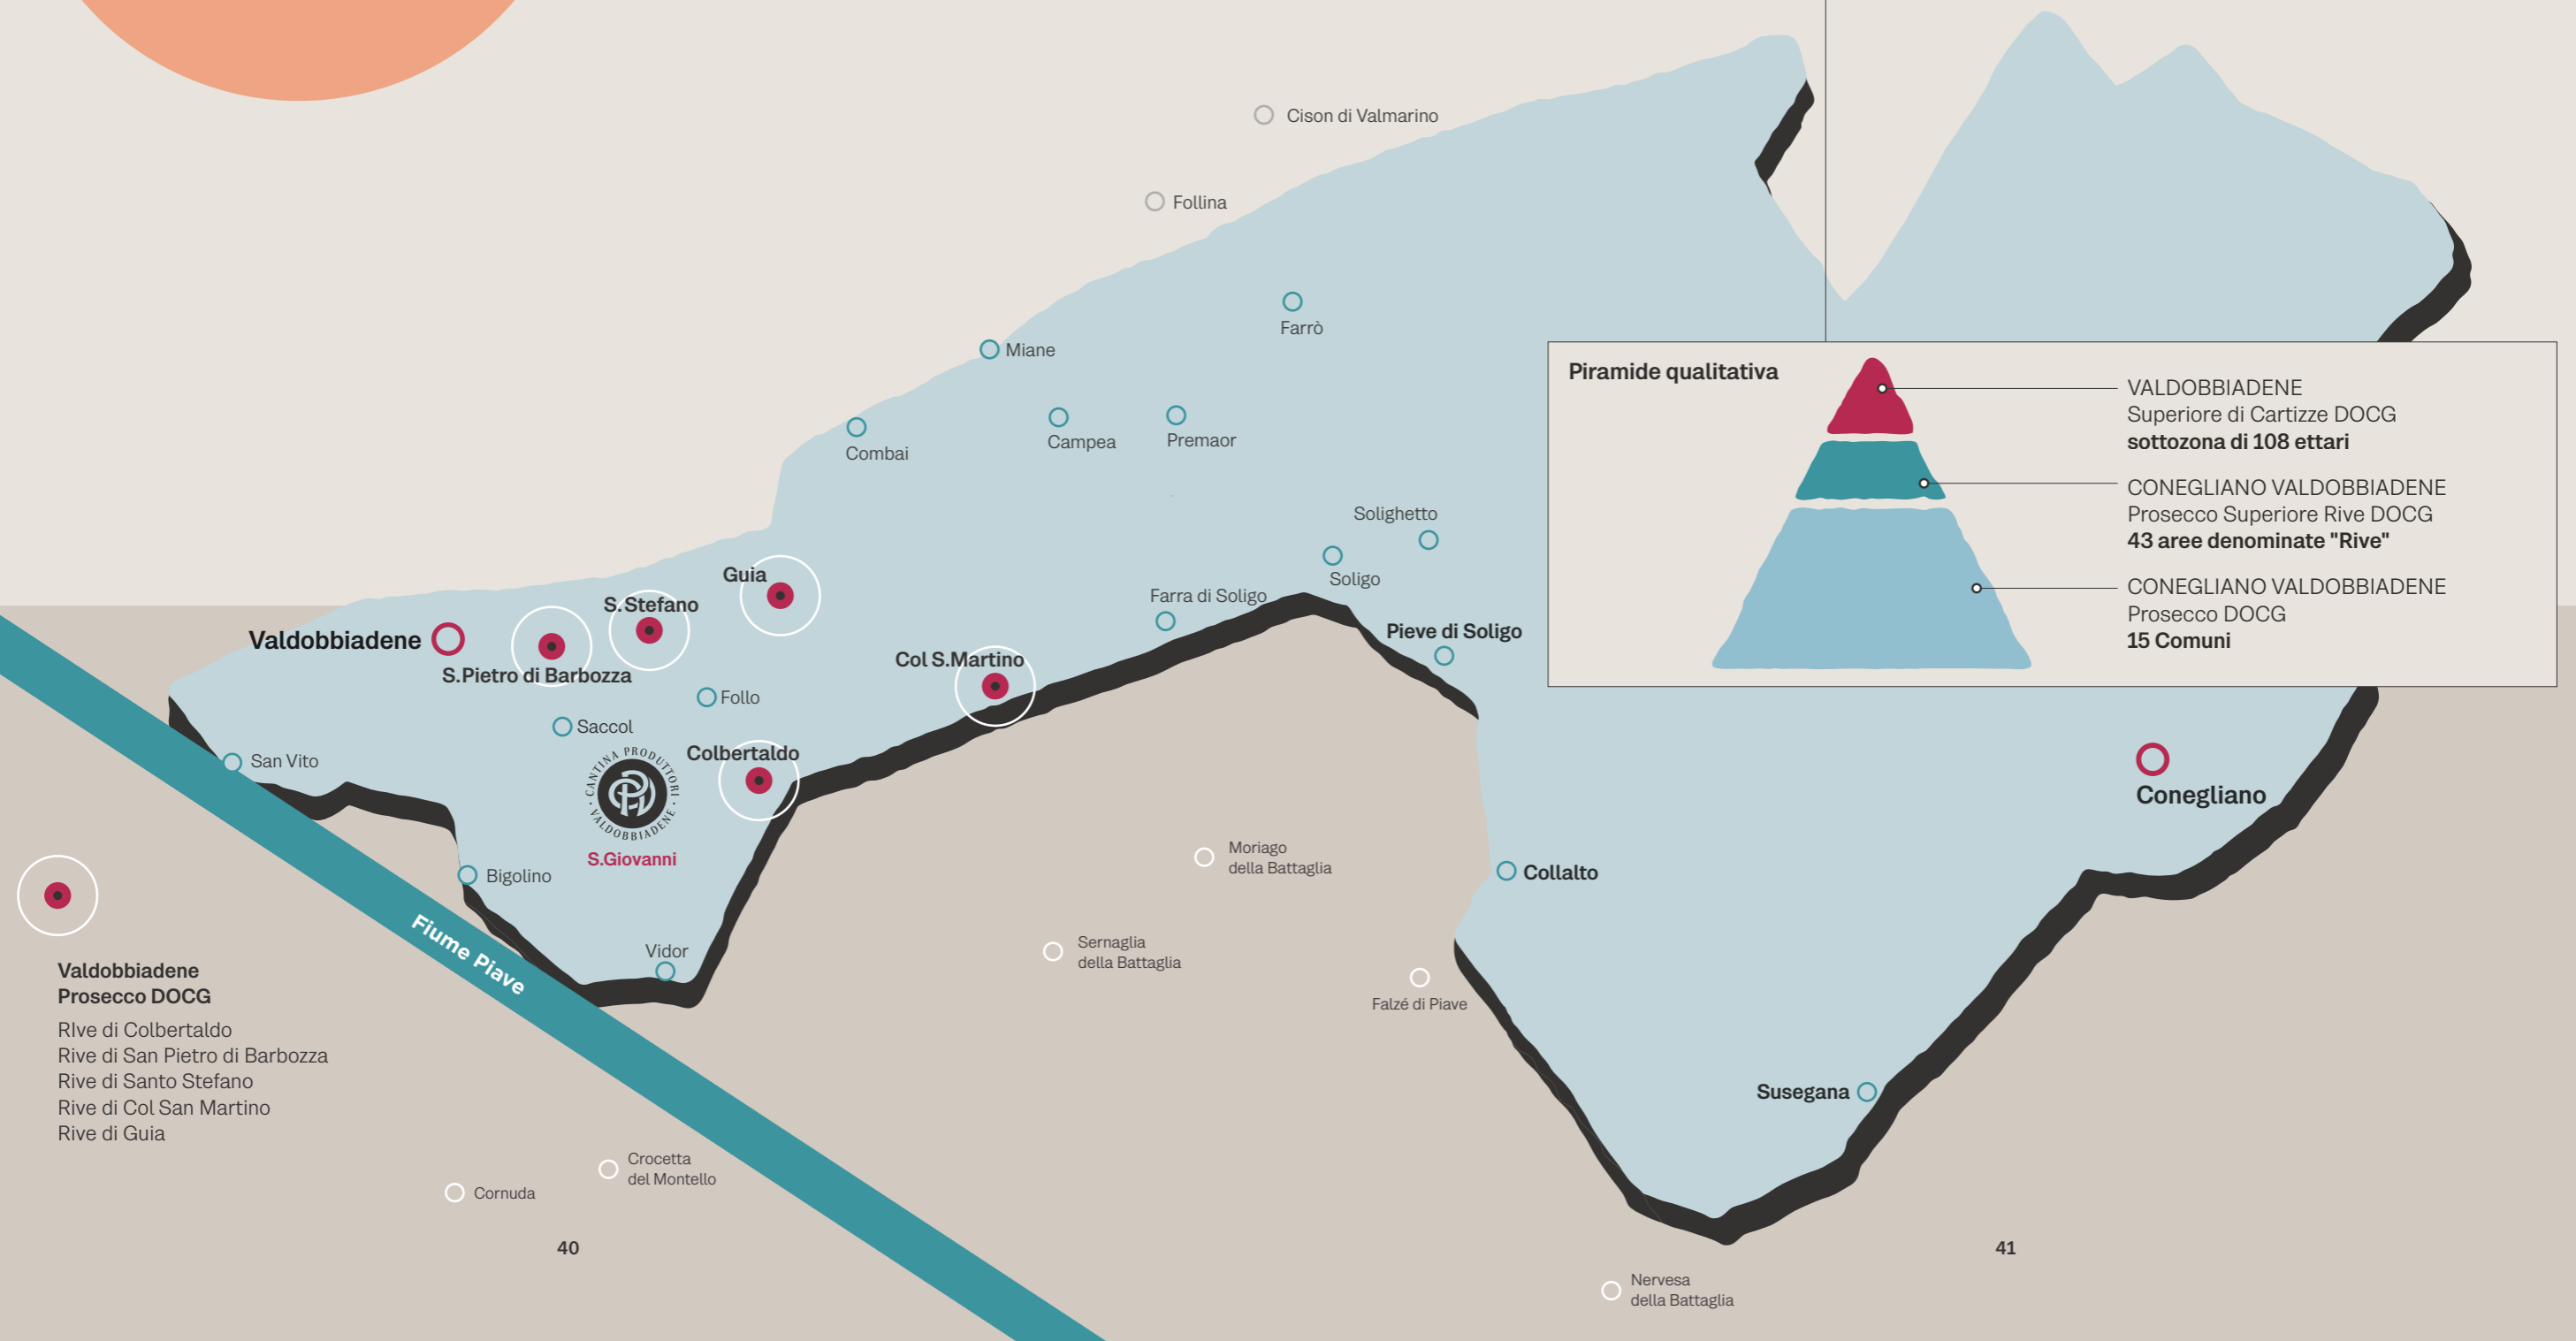 Cison di Valmarino
Follina
Farrò
Miane
Combai
Campea
Premaor
Solighetto
Soligo
Farra di Soligo
Pieve di Soligo
Guia
S.Stefano
Valdobbiadene
S.Pietro di Barbozza
Col S.Martino
Follo
Saccol
Colbertaldo
San Vito
CANTINA PRODUTTORI
· VALDOBBIADENE ·
S.Giovanni
Bigolino
Vidor
Fiume Piave
Moriago
della Battaglia
Sernaglia
della Battaglia
Falzé di Piave
Collalto
Susegana
Conegliano
Nervesa
della Battaglia
Crocetta
del Montello
Cornuda
Piramide qualitativa
VALDOBBIADENE
Superiore di Cartizze DOCG
sottozona di 108 ettari
CONEGLIANO VALDOBBIADENE
Prosecco Superiore Rive DOCG
43 aree denominate "Rive"
CONEGLIANO VALDOBBIADENE
Prosecco DOCG
15 Comuni
Valdobbiadene
Prosecco DOCG
RIve di Colbertaldo
Rive di San Pietro di Barbozza
Rive di Santo Stefano
Rive di Col San Martino
Rive di Guia
40
41